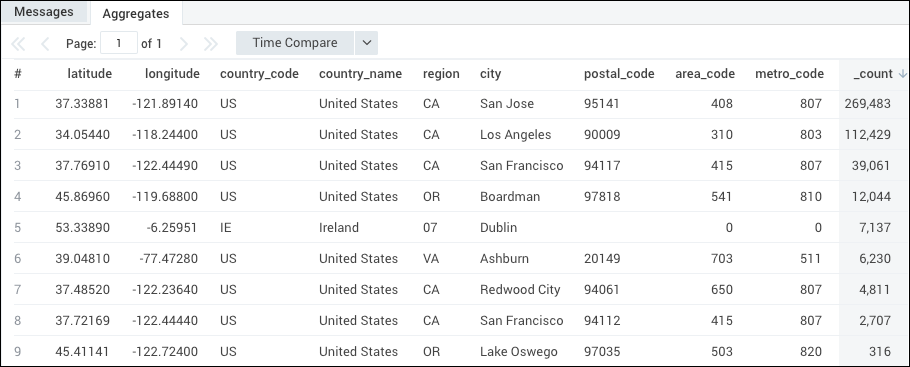 Messages Aggregates
Page: 1 of 1 Time Compare
# latitude longitude country_code country_name region city postal_code area_code metro_code _count
1 37.33881 -121.89140 US United States CA San Jose 95141 408 807 269,483
2 34.05440 -118.24400 US United States CA Los Angeles 90009 310 803 112,429
3 37.76910 -122.44490 US United States CA San Francisco 94117 415 807 39,061
4 45.86960 -119.68800 US United States OR Boardman 97818 541 810 12,044
5 53.33890 -6.25951 IE Ireland 07 Dublin 0 0 7,137
6 39.04810 -77.47280 US United States VA Ashburn 20149 703 511 6,230
7 37.48520 -122.23640 US United States CA Redwood City 94061 650 807 4,811
8 37.72169 -122.44440 US United States CA San Francisco 94112 415 807 2,707
9 45.41141 -122.72400 US United States OR Lake Oswego 97035 503 820 316